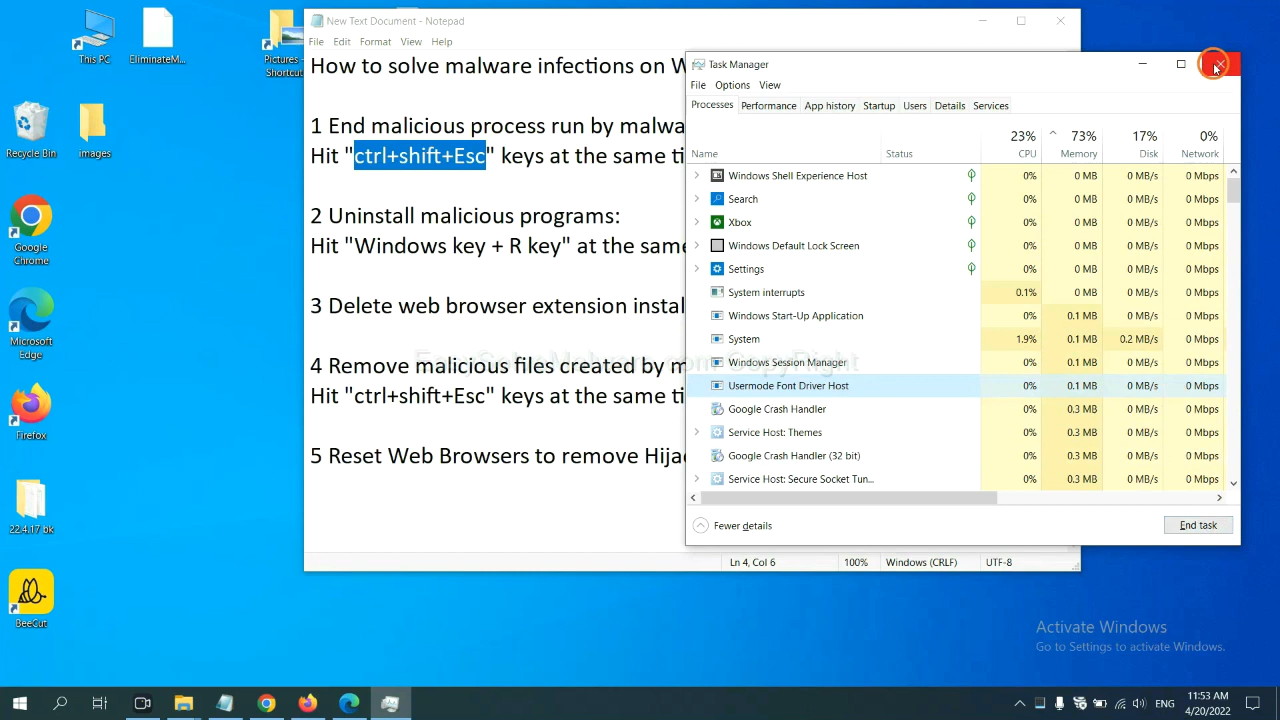 This PC
EliminateM...
Pictures -
Shortcut
Recycle Bin
images
Google
Chrome
Microsoft
Edge
Firefox
22.4.17 bk
BeeCut
New Text Document - Notepad
File Edit Format View Help
How to solve malware infections on W
1 End malicious process run by malwa
Hit "ctrl+shift+Esc" keys at the same ti
2 Uninstall malicious programs:
Hit "Windows key + R key" at the same
3 Delete web browser extension instal
4 Remove malicious files created by m
Hit "ctrl+shift+Esc" keys at the same ti
5 Reset Web Browsers to remove Hijac
Ln 4, Col 6 100% Windows (CRLF) UTF-8
Task Manager
File Options View
Processes Performance App history Startup Users Details Services
23% 73% 17% 0%
Name Status CPU Memory Disk Network
Windows Shell Experience Host 0% 0 MB 0 MB/s 0 Mbps
Search 0% 0 MB 0 MB/s 0 Mbps
Xbox 0% 0 MB 0 MB/s 0 Mbps
Windows Default Lock Screen 0% 0 MB 0 MB/s 0 Mbps
Settings 0% 0 MB 0 MB/s 0 Mbps
System interrupts 0.1% 0 MB 0 MB/s 0 Mbps
Windows Start-Up Application 0% 0.1 MB 0 MB/s 0 Mbps
System 1.9% 0.1 MB 0.2 MB/s 0 Mbps
Windows Session Manager 0% 0.1 MB 0 MB/s 0 Mbps
Usermode Font Driver Host 0% 0.1 MB 0 MB/s 0 Mbps
Google Crash Handler 0% 0.3 MB 0 MB/s 0 Mbps
Service Host: Themes 0% 0.3 MB 0 MB/s 0 Mbps
Google Crash Handler (32 bit) 0% 0.3 MB 0 MB/s 0 Mbps
Service Host: Secure Socket Tun... 0% 0.3 MB 0 MB/s 0 Mbps
Fewer details End task
Activate Windows
Go to Settings to activate Windows.
ENG
11:53 AM
4/20/2022